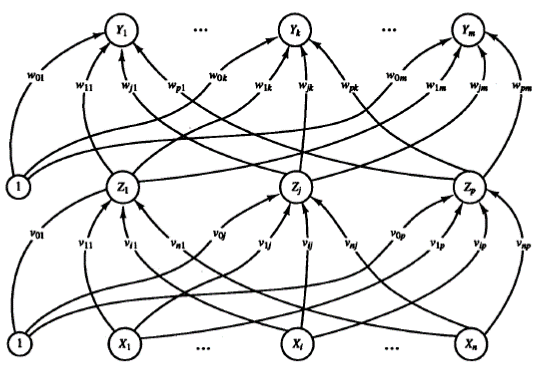 Y1 ... Yk ... Ym
w01 w11 wj1 wp1 w0k w1k wjk wpk w0m w1m wjm wpm
1 Z1 Zj Zp
v01 v11 vi1 vn1 v0j v1j vij vnj v0p v1p vip vnp
1 X1 ... Xi ... Xn